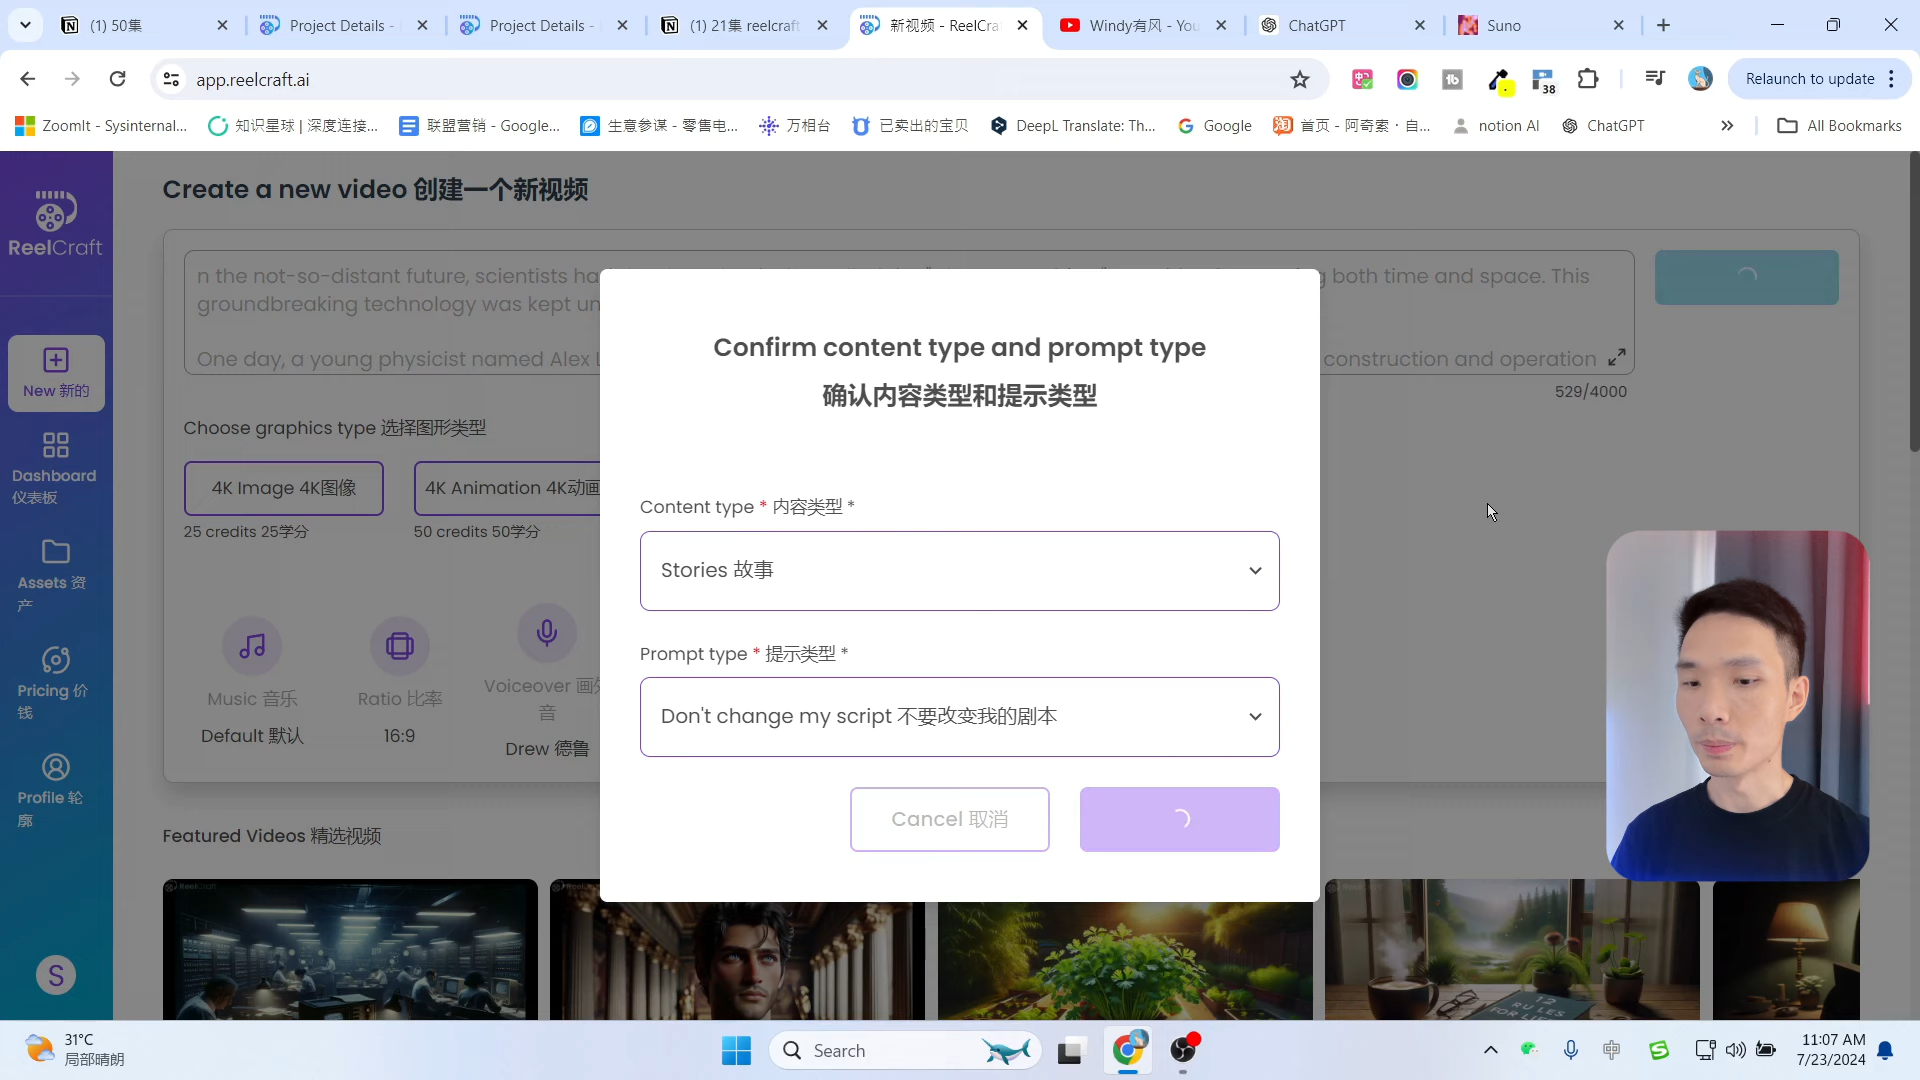 (1) 50集
Project Details -
Project Details -
(1) 21集 reelcraft
新视频 - ReelCra
Windy有风 - You
ChatGPT
Suno
app.reelcraft.ai
38
Relaunch to update
ZoomIt - Sysinternal...
知识星球 | 深度连接...
联盟营销 - Google...
生意参谋 - 零售电...
万相台
已卖出的宝贝
DeepL Translate: Th...
Google
首页 - 阿奇索 · 自...
notion AI
ChatGPT
All Bookmarks
ReelCraft
New 新的
Dashboard
仪表板
Assets 资
产
Pricing 价
钱
Profile 轮
廓
S
Create a new video 创建一个新视频
n the not-so-distant future, scientists ha
both time and space. This
groundbreaking technology was kept un
One day, a young physicist named Alex L
construction and operation
529/4000
Choose graphics type 选择图形类型
4K Image 4K图像
4K Animation 4K动画
25 credits 25学分
50 credits 50学分
Music 音乐
Default 默认
Ratio 比率
16:9
Voiceover 画外
音
Drew 德鲁
Confirm content type and prompt type
确认内容类型和提示类型
Content type * 内容类型 *
Stories 故事
Prompt type * 提示类型 *
Don't change my script 不要改变我的剧本
Cancel 取消
Featured Videos 精选视频
ReelCraft
12
RULES
FOR LIFE
31°C
局部晴朗
Search
中
11:07 AM
7/23/2024